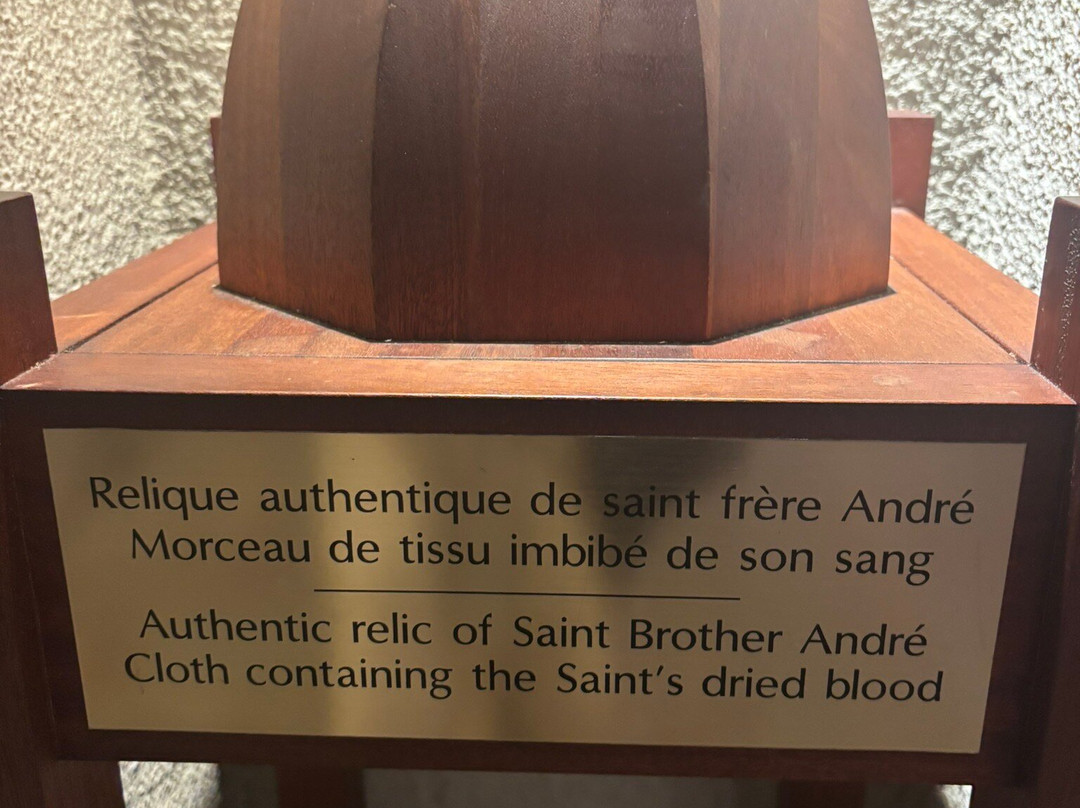 Relique authentique de saint frère André
Morceau de tissu imbibé de son sang
Authentic relic of Saint Brother André
Cloth containing the Saint's dried blood